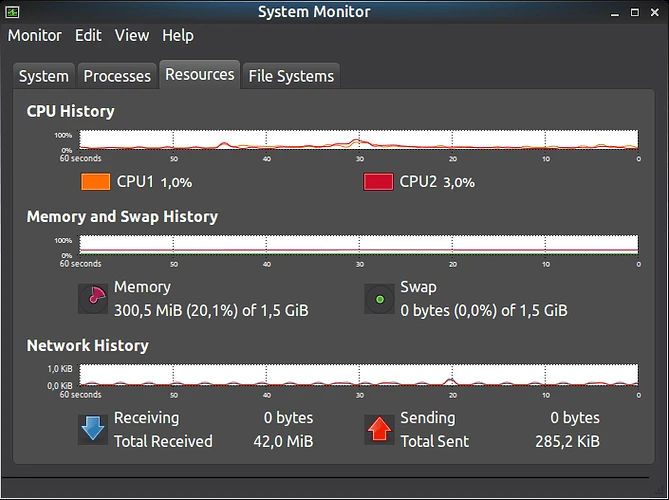 System Monitor
Monitor Edit View Help
System Processes Resources File Systems
CPU History
100%
0%
60 seconds 50 40 30 20 10 0
CPU1 1,0% CPU2 3,0%
Memory and Swap History
100%
0%
60 seconds 50 40 30 20 10 0
Memory Swap
300,5 MiB (20,1%) of 1,5 GiB 0 bytes (0,0%) of 1,5 GiB
Network History
1,0 KiB
0,0 KiB
60 seconds 50 40 30 20 10 0
Receiving 0 bytes Sending 0 bytes
Total Received 42,0 MiB Total Sent 285,2 KiB